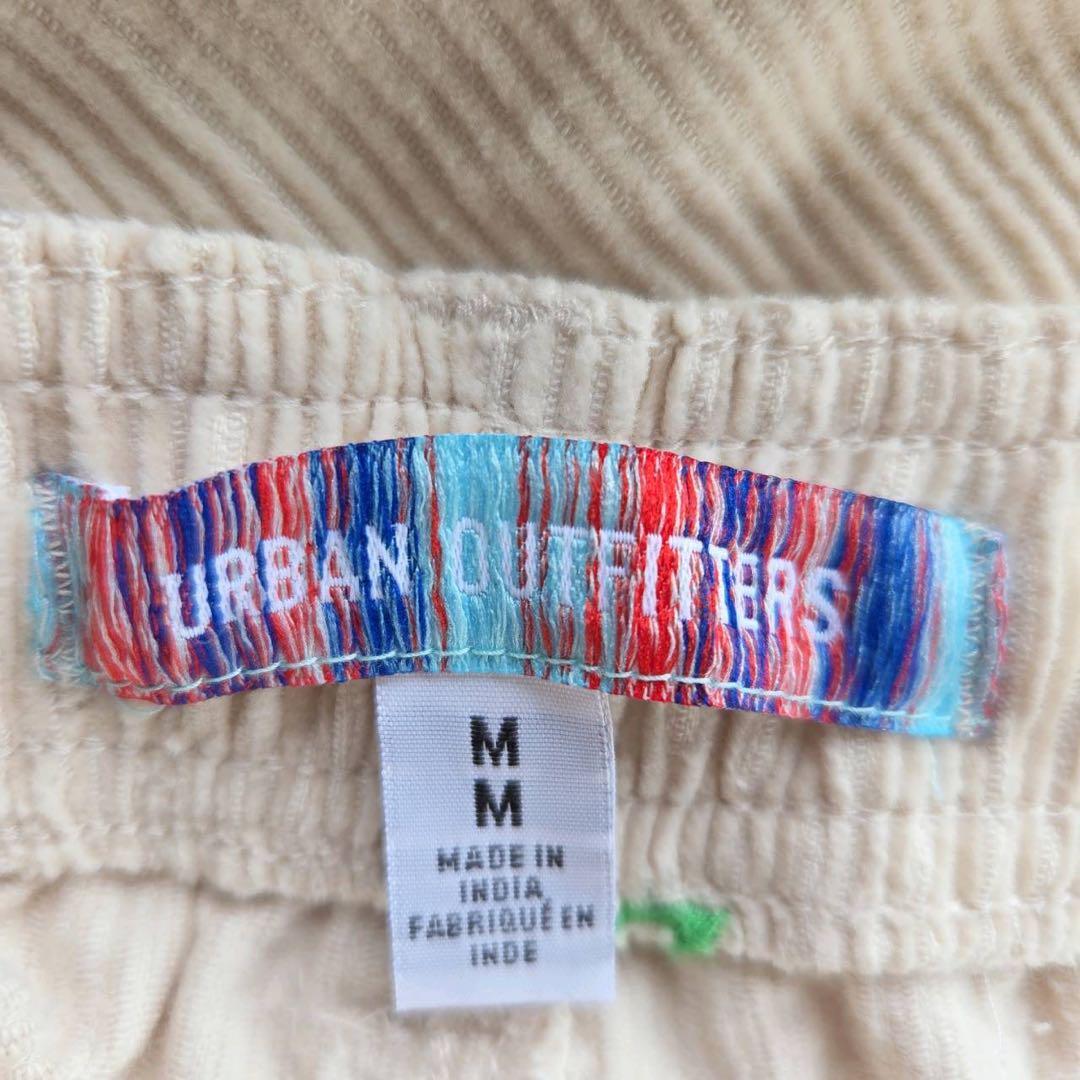 URBAN OUTFITTERS
M
M
MADE IN
INDIA
FABRIQUÉ EN
INDE